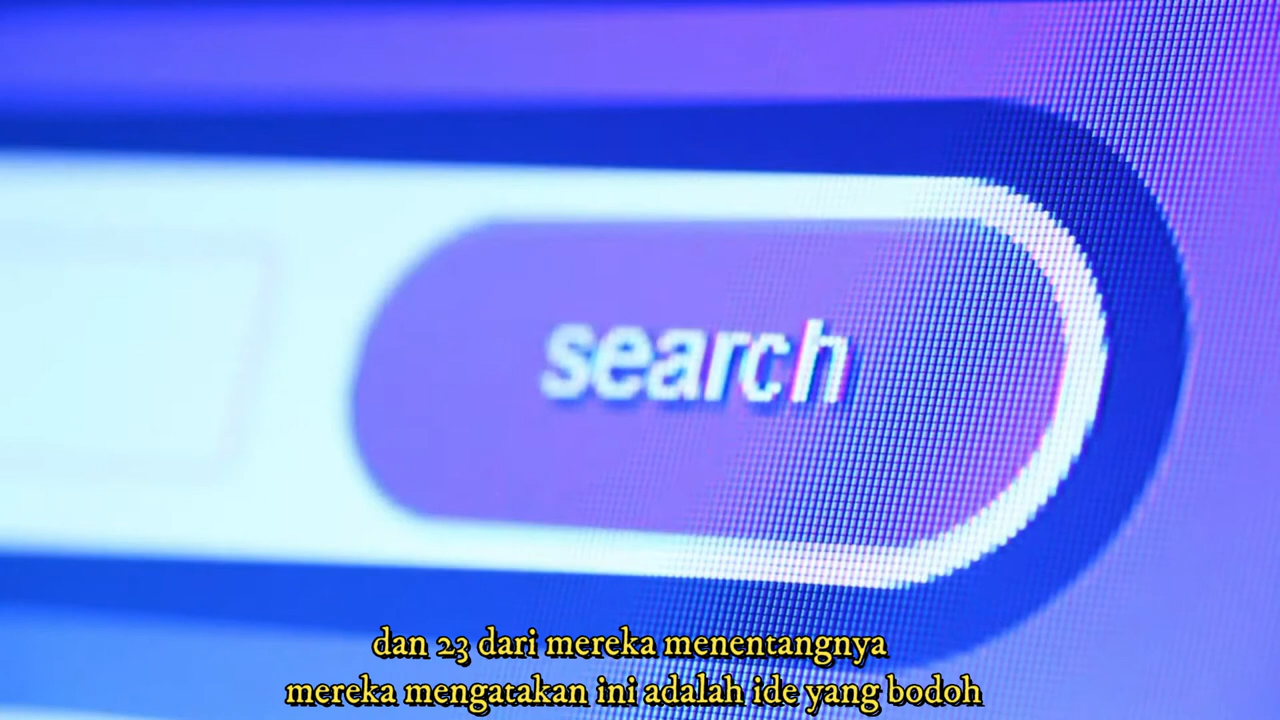 search
dan 23 dari mereka menentangnya
mereka mengatakan ini adalah ide yang bodoh